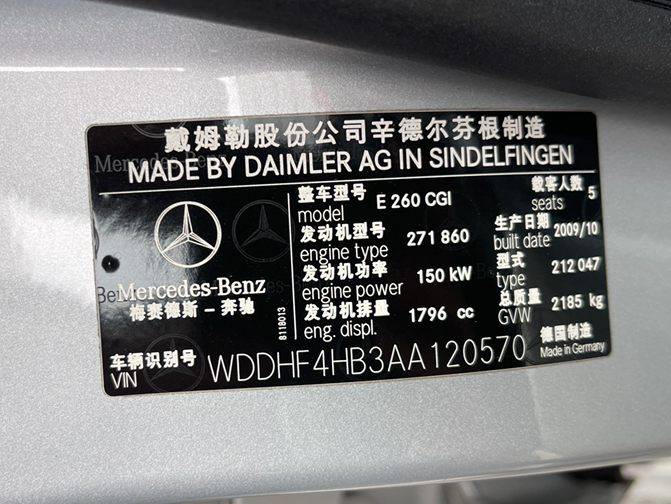 戴姆勒股份公司辛德尔芬根制造
MADE BY DAIMLER AG IN SINDELFINGEN
Mercedes-Benz
梅赛德斯 – 奔驰
8118013
整车型号
model E 260 CGI
发动机型号
engine type 271 860
发动机功率
engine power 150 kW
发动机排量
eng. displ. 1796 cc
载客人数
seats 5
生产日期
built date 2009/10
型式
type 212 047
总质量
GVW 2185 kg
车辆识别号
VIN WDDHF4HB3AA120570
德国制造
Made in Germany